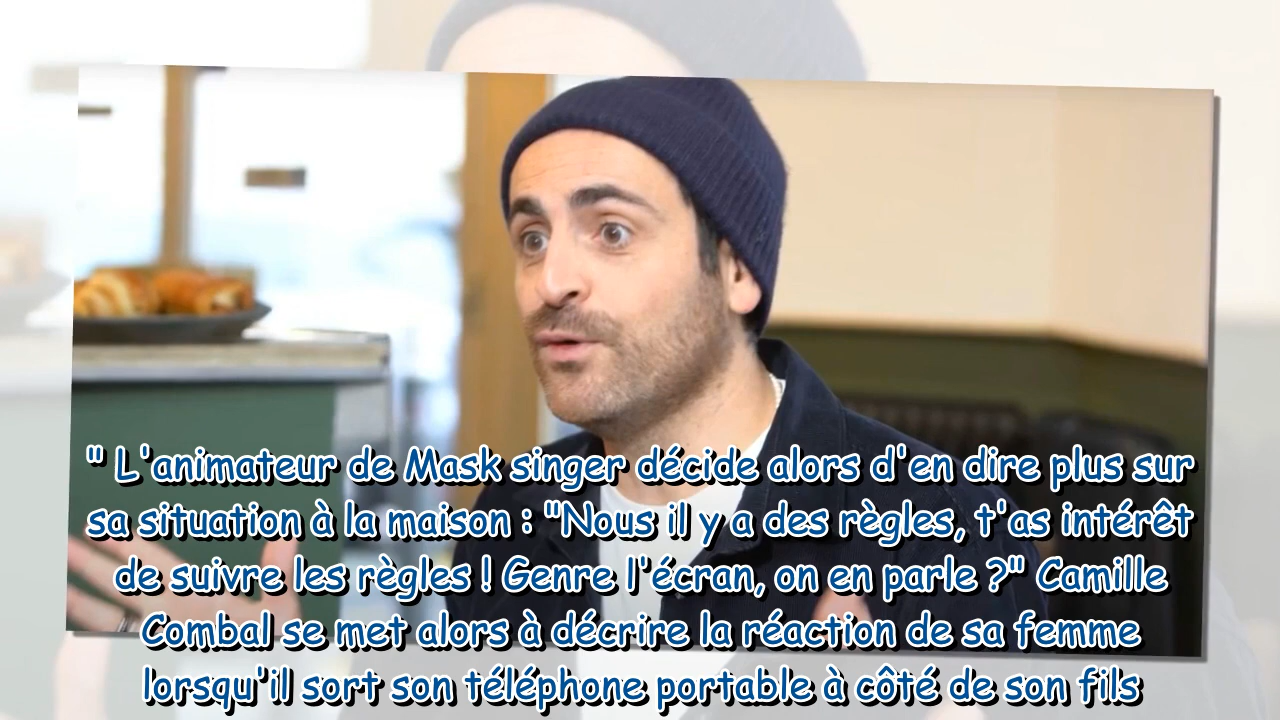 " L'animateur de Mask singer décide alors d'en dire plus sur
sa situation à la maison : "Nous il y a des règles, t'as intérêt
de suivre les règles ! Genre l'écran, on en parle ?" Camille
Combal se met alors à décrire la réaction de sa femme
lorsqu'il sort son téléphone portable à côté de son fils